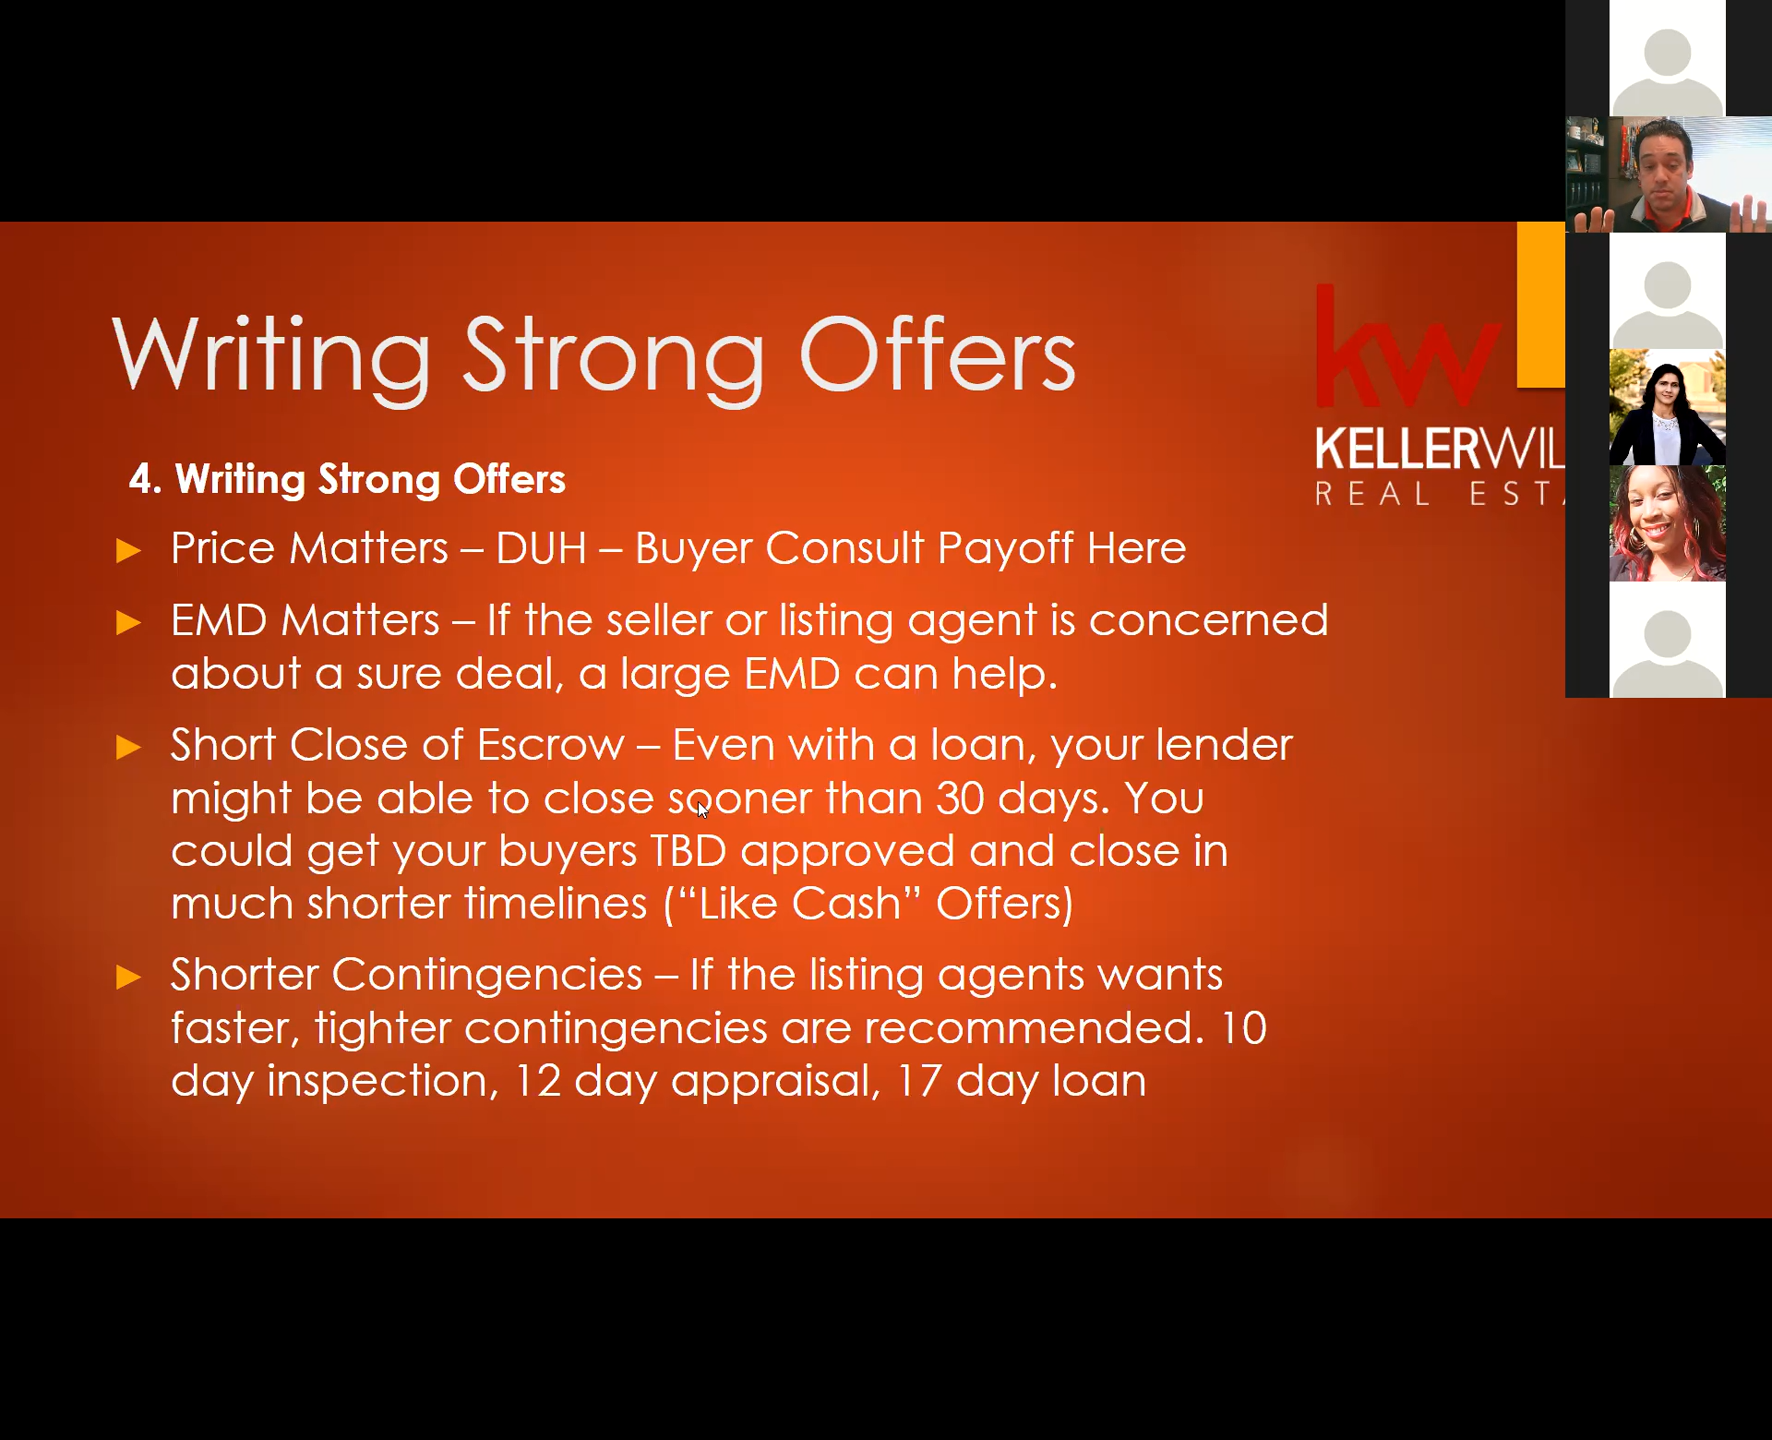 Writing Strong Offers
kw
KELLERWIL
REAL ESTA
4. Writing Strong Offers
► Price Matters – DUH – Buyer Consult Payoff Here
► EMD Matters – If the seller or listing agent is concerned
about a sure deal, a large EMD can help.
► Short Close of Escrow – Even with a loan, your lender
might be able to close sooner than 30 days. You
could get your buyers TBD approved and close in
much shorter timelines (“Like Cash” Offers)
► Shorter Contingencies – If the listing agents wants
faster, tighter contingencies are recommended. 10
day inspection, 12 day appraisal, 17 day loan